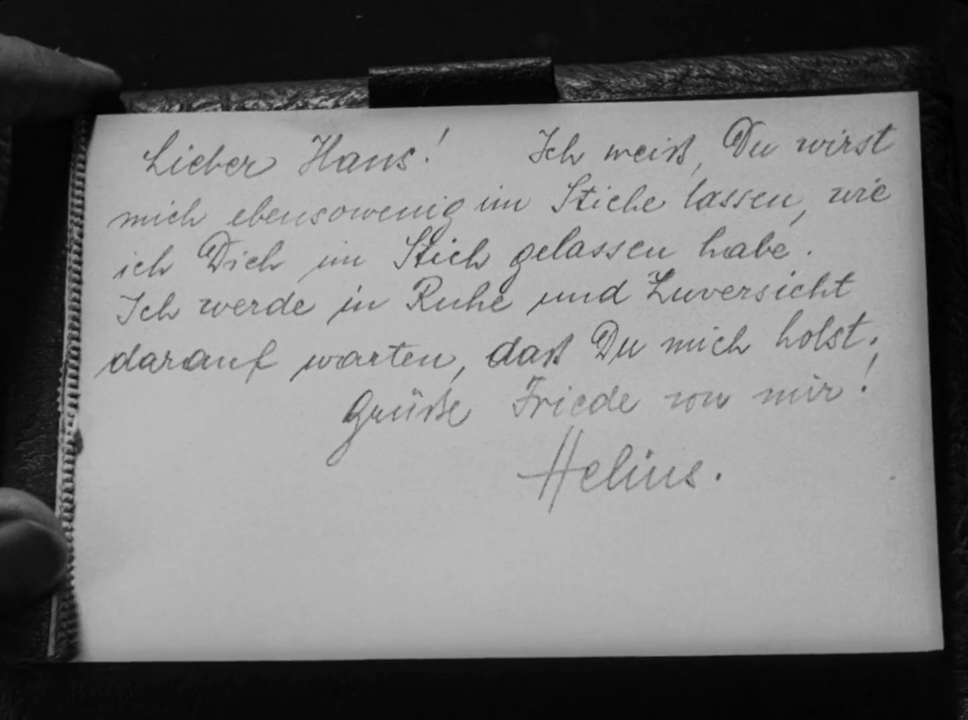 Lieber Hans! Ich weiß, Du wirst
mich ebensowenig im Stiche lassen, wie
ich Dich im Stich gelassen habe.
Ich werde in Ruhe und Zuversicht
darauf warten, daß Du mich holst.
Grüße Friede von mir!
Helius.